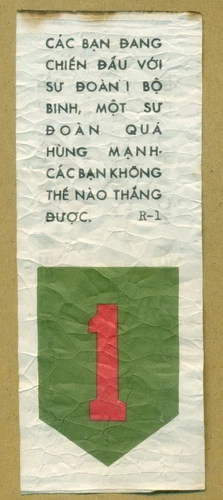 CÁC BẠN ĐANG
CHIẾN ĐẤU VỚI
SƯ ĐOÀN 1 BỘ
BINH, MỘT SƯ
ĐOÀN QUÁ
HÙNG MẠNH.
CÁC BẠN KHÔNG
THỂ NÀO THẮNG
ĐƯỢC. R-1
1